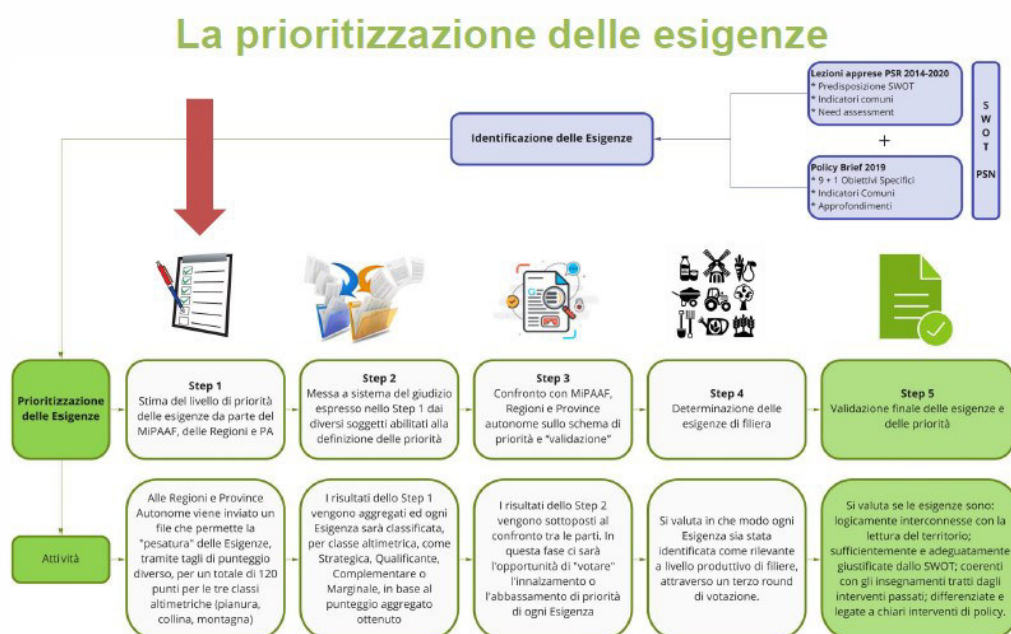 La prioritizzazione delle esigenze
Lezioni apprese PSR 2014-2020
* Predisposizione SWOT
* Indicatori comuni
* Need assessment
+
Policy Brief 2019
* 9 + 1 Obiettivi Specifici
* Indicatori Comuni
* Approfondimenti
S
W
O
T
PSN
Identificazione delle Esigenze
Prioritizzazione
delle Esigenze
Step 1
Stima del livello di priorità
delle esigenze da parte del
MiPAAF, delle Regioni e PA
Step 2
Messa a sistema del giudizio
espresso nello Step 1 dai
diversi soggetti abilitati alla
definizione delle priorità
Step 3
Confronto con MiPAAF,
Regioni e Province
autonome sullo schema di
priorità e "validazione"
Step 4
Determinazione delle
esigenze di filiera
Step 5
Validazione finale delle esigenze e
delle priorità
Attività
Alle Regioni e Province
Autonome viene inviato un
file che permette la
"pesatura" delle Esigenze,
tramite tagli di punteggio
diverso, per un totale di 120
punti per le tre classi
altimetriche (pianura,
collina, montagna)
I risultati dello Step 1
vengono aggregati ed ogni
Esigenza sarà classificata,
per classe altimetrica, come
Strategica, Qualificante,
Complementare o
Marginale, in base al
punteggio aggregato
ottenuto
I risultati dello Step 2
vengono sottoposti al
confronto tra le parti. In
questa fase ci sarà
l'opportunità di "votare"
l'innalzamento o
l'abbassamento di priorità
di ogni Esigenza
Si valuta in che modo ogni
Esigenza sia stata
identificata come rilevante
a livello produttivo di filiere,
attraverso un terzo round
di votazione.
Si valuta se le esigenze sono:
logicamente interconnesse con la
lettura del territorio;
sufficientemente e adeguatamente
giustificate dallo SWOT; coerenti
con gli insegnamenti tratti dagli
interventi passati; differenziate e
legate a chiari interventi di policy.